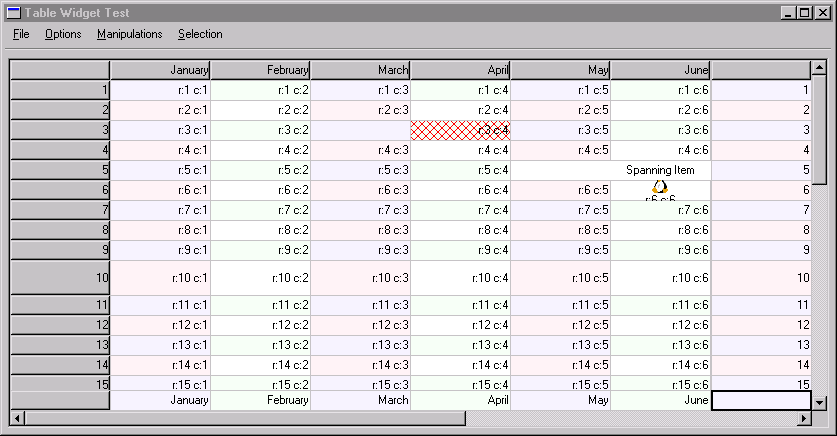 Table Widget Test
File Options Manipulations Selection
January February March April May June
1 r:1 c:1 r:1 c:2 r:1 c:3 r:1 c:4 r:1 c:5 r:1 c:6 1
2 r:2 c:1 r:2 c:2 r:2 c:3 r:2 c:4 r:2 c:5 r:2 c:6 2
3 r:3 c:1 r:3 c:2 r:3 c:4 r:3 c:5 r:3 c:6 3
4 r:4 c:1 r:4 c:2 r:4 c:3 r:4 c:4 r:4 c:5 r:4 c:6 4
5 r:5 c:1 r:5 c:2 r:5 c:3 r:5 c:4 Spanning Item 5
6 r:6 c:1 r:6 c:2 r:6 c:3 r:6 c:4 r:6 c:5 r:6 c:6 6
7 r:7 c:1 r:7 c:2 r:7 c:3 r:7 c:4 r:7 c:5 r:7 c:6 7
8 r:8 c:1 r:8 c:2 r:8 c:3 r:8 c:4 r:8 c:5 r:8 c:6 8
9 r:9 c:1 r:9 c:2 r:9 c:3 r:9 c:4 r:9 c:5 r:9 c:6 9
10 r:10 c:1 r:10 c:2 r:10 c:3 r:10 c:4 r:10 c:5 r:10 c:6 10
11 r:11 c:1 r:11 c:2 r:11 c:3 r:11 c:4 r:11 c:5 r:11 c:6 11
12 r:12 c:1 r:12 c:2 r:12 c:3 r:12 c:4 r:12 c:5 r:12 c:6 12
13 r:13 c:1 r:13 c:2 r:13 c:3 r:13 c:4 r:13 c:5 r:13 c:6 13
14 r:14 c:1 r:14 c:2 r:14 c:3 r:14 c:4 r:14 c:5 r:14 c:6 14
15 r:15 c:1 r:15 c:2 r:15 c:3 r:15 c:4 r:15 c:5 r:15 c:6 15
January February March April May June